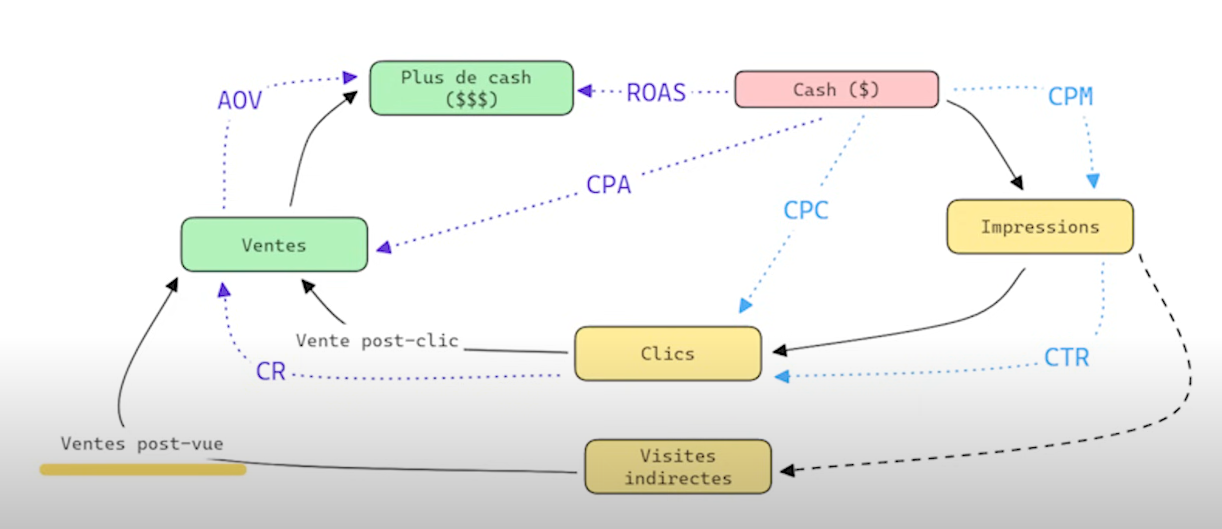 Plus de cash
($$$)
ROAS
Cash ($)
CPM
AOV
CPA
CPC
Impressions
Ventes
Vente post-clic
Clics
CTR
CR
Ventes post-vue
Visites
indirectes